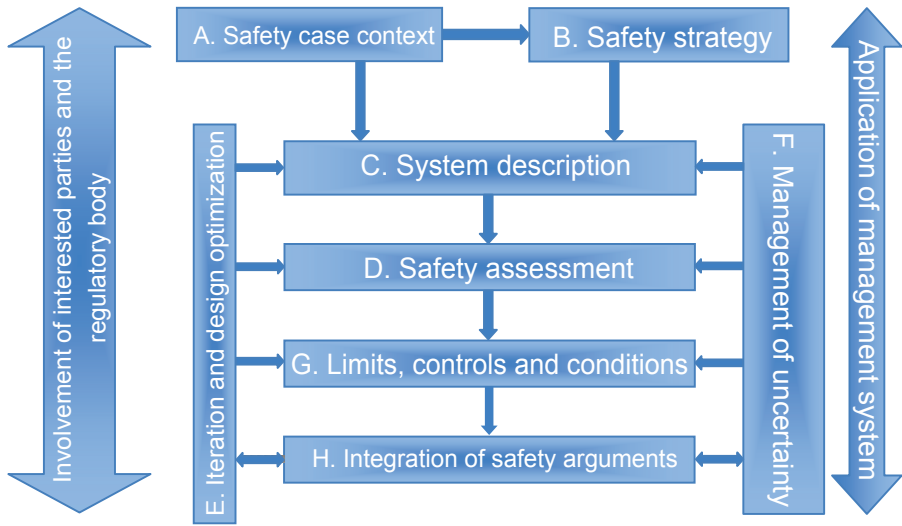 A. Safety case context
B. Safety strategy
Involvement of interested parties and the
regulatory body
E. Iteration and design optimization
C. System description
D. Safety assessment
G. Limits, controls and conditions
H. Integration of safety arguments
F. Management of uncertainty
Application of management system